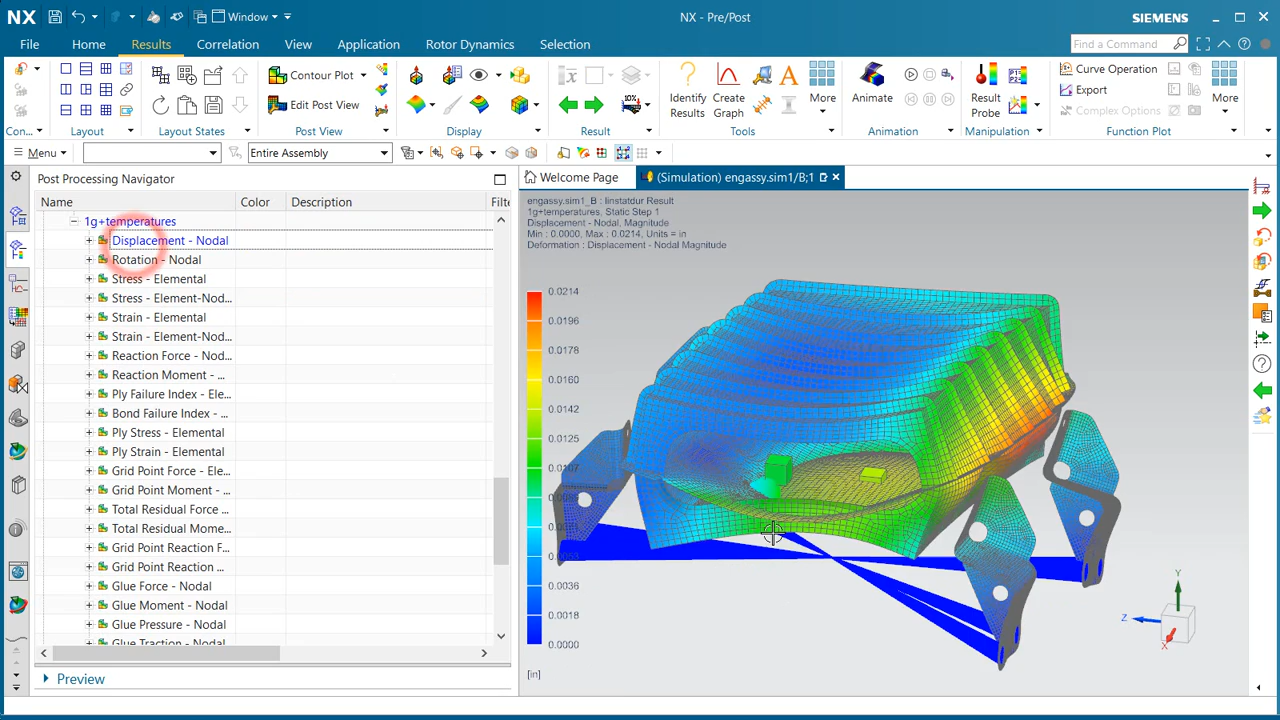 NX
Window
NX - Pre/Post
SIEMENS
File
Home
Results
Correlation
View
Application
Rotor Dynamics
Selection
Find a Command
Contour Plot
Edit Post View
Identify
Results
Create
Graph
More
Animate
Result
Probe
Curve Operation
Export
Complex Options
More
Con...
Layout
Layout States
Post View
Display
Result
Tools
Animation
Manipulation
Function Plot
Menu
Entire Assembly
Post Processing Navigator
Welcome Page
(Simulation) engassy.sim1/B;1
Name
Color
Description
Filte
1g+temperatures
Displacement - Nodal
Rotation - Nodal
Stress - Elemental
Stress - Element-Nod...
Strain - Elemental
Strain - Element-Nod...
Reaction Force - Nod...
Reaction Moment - ...
Ply Failure Index - Ele...
Bond Failure Index - ...
Ply Stress - Elemental
Ply Strain - Elemental
Grid Point Force - Ele...
Grid Point Moment - ...
Total Residual Force ...
Total Residual Mome...
Grid Point Reaction F...
Grid Point Reaction ...
Glue Force - Nodal
Glue Moment - Nodal
Glue Pressure - Nodal
Glue Traction - Nodal
Preview
engassy.sim1_B : linstatdur Result
1g+temperatures, Static Step 1
Displacement - Nodal, Magnitude
Min : 0.0000, Max : 0.0214, Units = in
Deformation : Displacement - Nodal Magnitude
0.0214
0.0196
0.0178
0.0160
0.0142
0.0125
0.0107
0.0053
0.0036
0.0018
0.0000
[in]
Y
Z
X